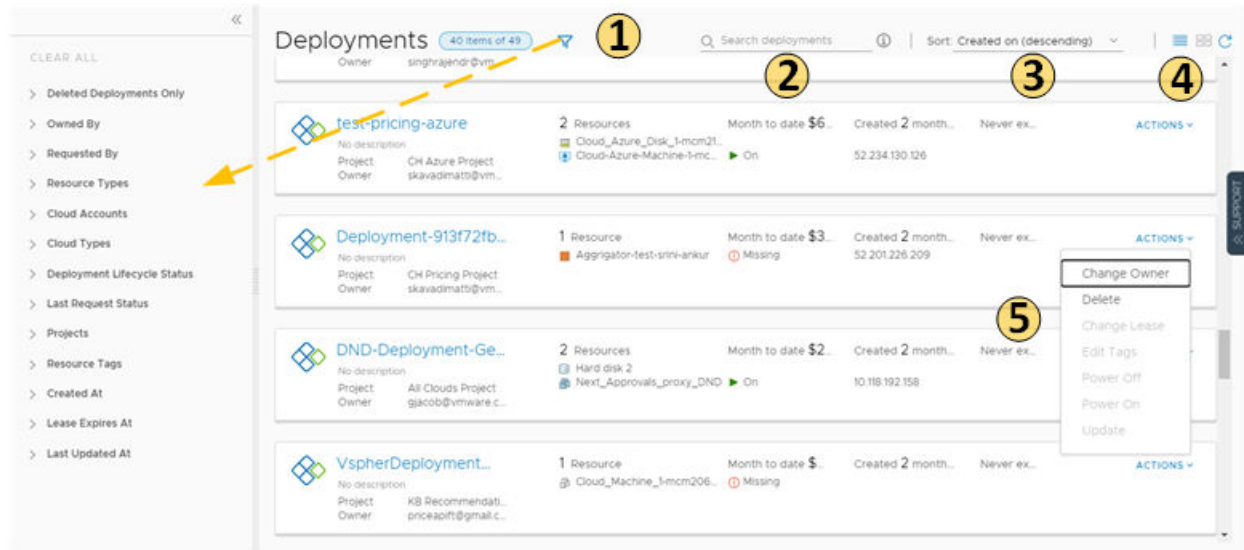 Deployments 40 Items of 49 1 Search deployments Sort: Created on (descending)
2 3 4
CLEAR ALL
Deleted Deployments Only
Owned By
Requested By
Resource Types
Cloud Accounts
Cloud Types
Deployment Lifecycle Status
Last Request Status
Projects
Resource Tags
Created At
Lease Expires At
Last Updated At
Owner singhrajendr@vm...
test-pricing-azure 2 Resources Month to date $6... Created 2 month... Never ex... ACTIONS
No description Cloud_Azure_Disk_1-mcm21...
Cloud-Azure-Machine-1-mc... On 52.234.130.126
Project CH Azure Project
Owner skavadimatti@vm...
Deployment-913f72fb... 1 Resource Month to date $3... Created 2 month... Never ex... ACTIONS
No description Aggrigator-test-srini-ankur Missing 52.201.226.209
Project CH Pricing Project
Owner skavadimatti@vm...
Change Owner
Delete
Change Lease
Edit Tags
Power Off
Power On
Update
5
DND-Deployment-Ge... 2 Resources Month to date $2... Created 2 month... Never ex...
No description Hard disk 2
Next_Approvals_proxy_DND On 10.118.192.158
Project All Clouds Project
Owner gjacob@vmware.c...
VspherDeployment... 1 Resource Month to date $... Created 2 month... Never ex... ACTIONS
No description Cloud_Machine_1-mcm206... Missing
Project KB Recommendati...
Owner priceapift@gmail.c...
SUPPORT